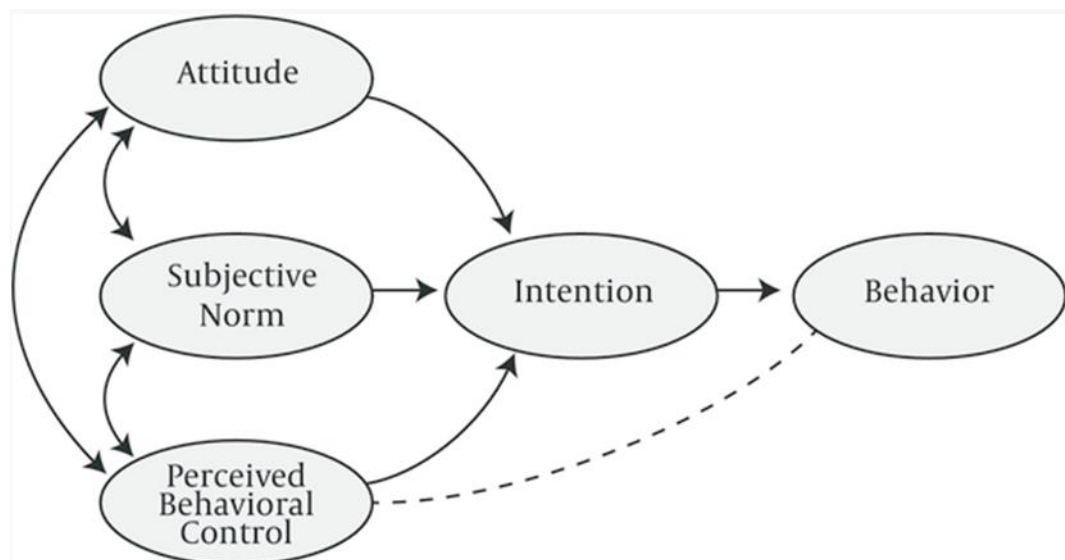 Attitude
Subjective
Norm
Intention
Behavior
Perceived
Behavioral
Control